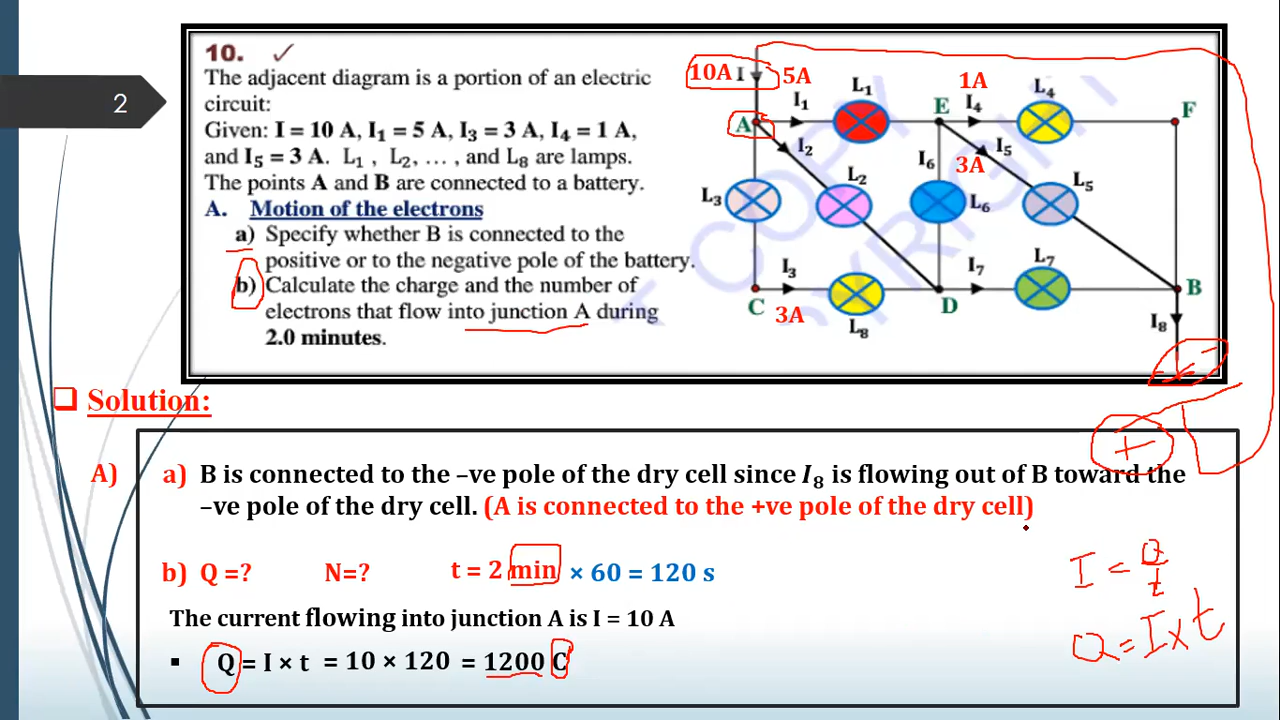 2
10. ✓
The adjacent diagram is a portion of an electric
circuit:
Given: I = 10 A, I₁ = 5 A, I₃ = 3 A, I₄ = 1 A,
and I₅ = 3 A. L₁ , L₂, … , and L₈ are lamps.
The points A and B are connected to a battery.
A. Motion of the electrons
a) Specify whether B is connected to the
positive or to the negative pole of the battery.
b) Calculate the charge and the number of
electrons that flow into junction A during
2.0 minutes.
10A I 5A
I₁ L₁ E 1A I₄ L₄ F
A
I₂ I₆ 3A I₅
L₃ L₂ L₆ L₅
I₃ I₇ L₇ B
C 3A L₈ D I₈
COPY
COPYRIGHT
-
+
❑ Solution:
A) a) B is connected to the –ve pole of the dry cell since I₈ is flowing out of B toward the
–ve pole of the dry cell. (A is connected to the +ve pole of the dry cell)
b) Q =? N=? t = 2 min × 60 = 120 s
The current flowing into junction A is I = 10 A
▪ Q = I × t = 10 × 120 = 1200 C
I = Q/t
Q = I × t